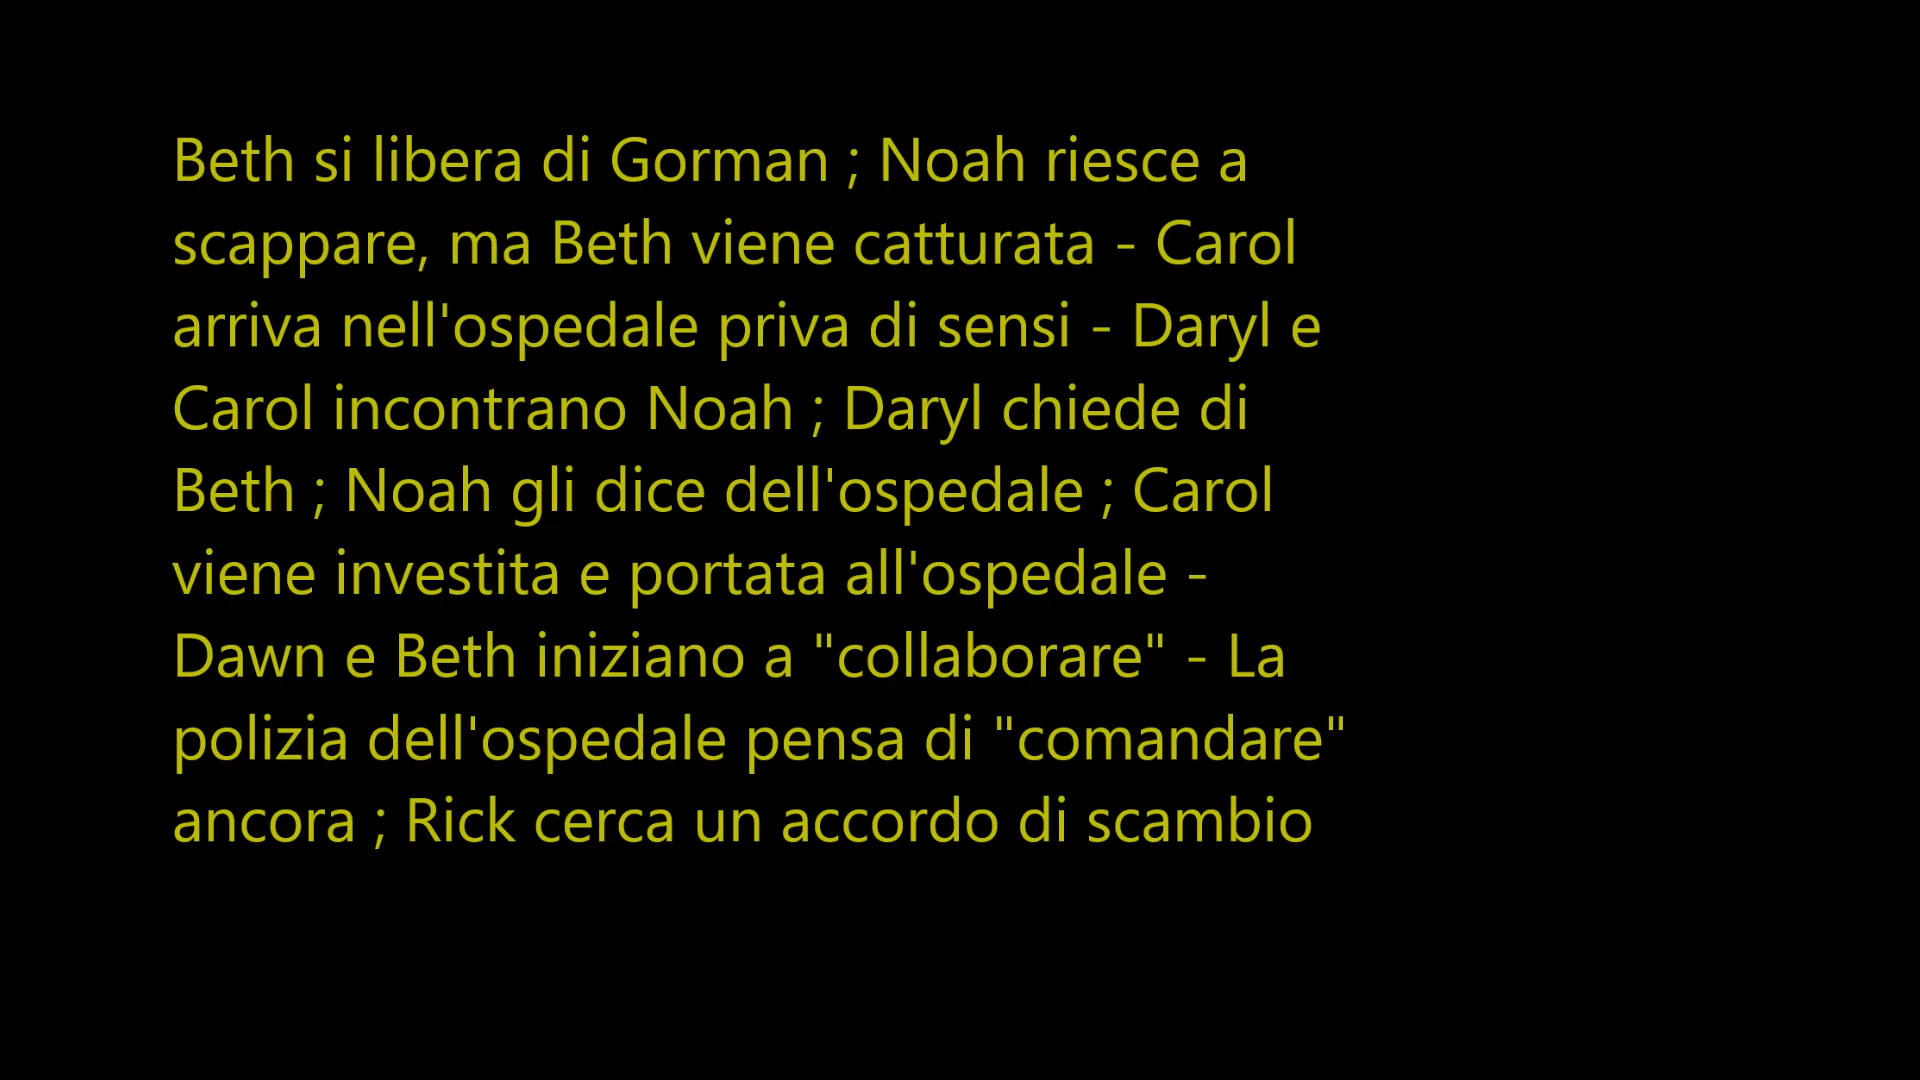 Beth si libera di Gorman ; Noah riesce a
scappare, ma Beth viene catturata - Carol
arriva nell'ospedale priva di sensi - Daryl e
Carol incontrano Noah ; Daryl chiede di
Beth ; Noah gli dice dell'ospedale ; Carol
viene investita e portata all'ospedale -
Dawn e Beth iniziano a "collaborare" - La
polizia dell'ospedale pensa di "comandare"
ancora ; Rick cerca un accordo di scambio